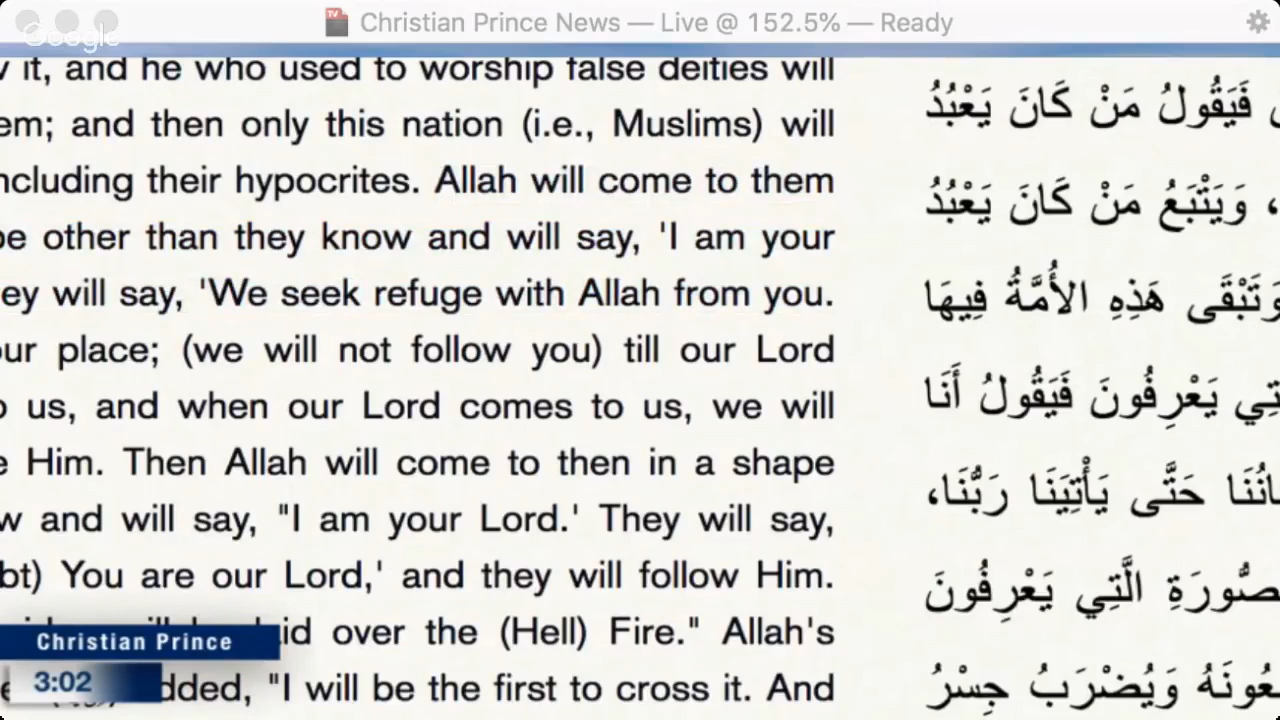 Google
Christian Prince News — Live @ 152.5% — Ready
it, and he who used to worship false deities will
em; and then only this nation (i.e., Muslims) will
ncluding their hypocrites. Allah will come to them
be other than they know and will say, 'I am your
ey will say, 'We seek refuge with Allah from you.
our place; (we will not follow you) till our Lord
us, and when our Lord comes to us, we will
e Him. Then Allah will come to then in a shape
w and will say, "I am your Lord.' They will say,
bt) You are our Lord,' and they will follow Him.
id over the (Hell) Fire." Allah's
dded, "I will be the first to cross it. And
فَيَقُولُ مَنْ كَانَ يَعْبُدُ
، وَيَتْبَعُ مَنْ كَانَ يَعْبُدُ
وَتَبْقَى هَذِهِ الأُمَّةُ فِيهَا
تِي يَعْرِفُونَ فَيَقُولُ أَنَا
انُنَا حَتَّى يَأْتِيَنَا رَبُّنَا،
صُّورَةِ الَّتِي يَعْرِفُونَ
عُونَهُ وَيُضْرَبُ جِسْرُ
Christian Prince
3:02